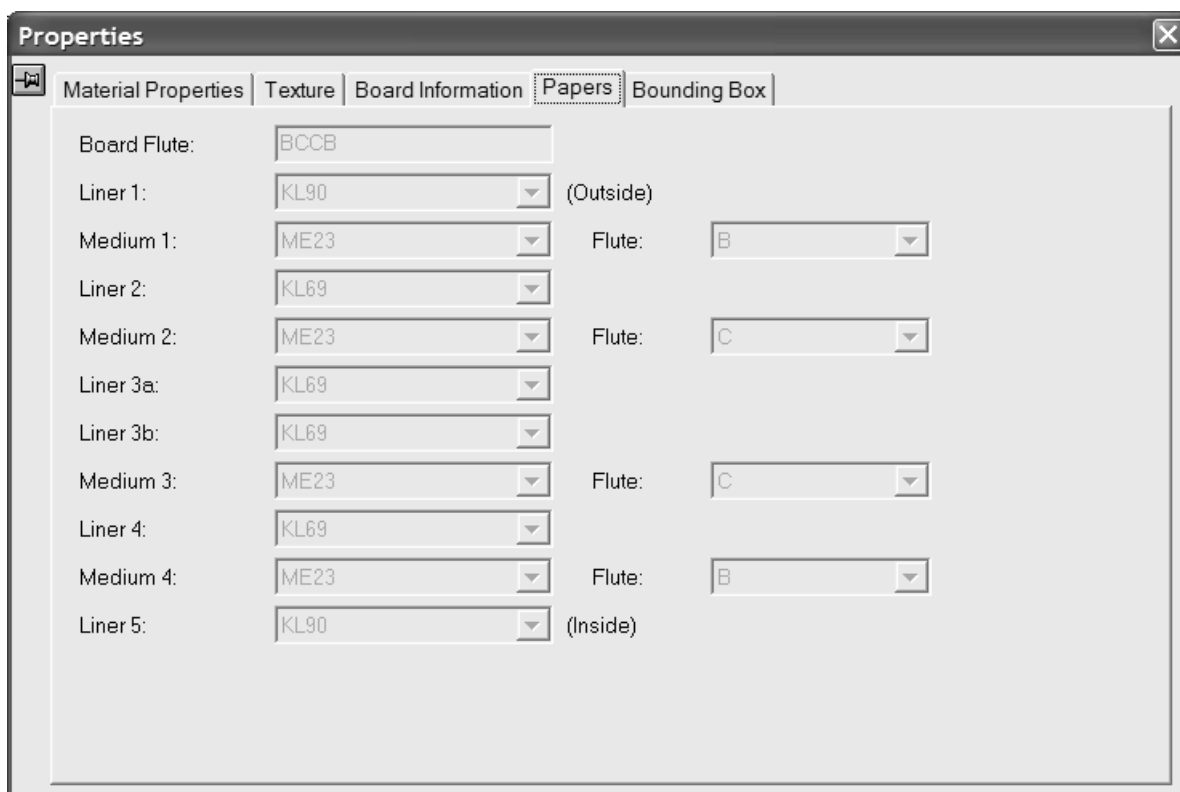 Properties
Material Properties Texture Board Information Papers Bounding Box
Board Flute: BCCB
Liner 1: KL90 (Outside)
Medium 1: ME23 Flute: B
Liner 2: KL69
Medium 2: ME23 Flute: C
Liner 3a: KL69
Liner 3b: KL69
Medium 3: ME23 Flute: C
Liner 4: KL69
Medium 4: ME23 Flute: B
Liner 5: KL90 (Inside)